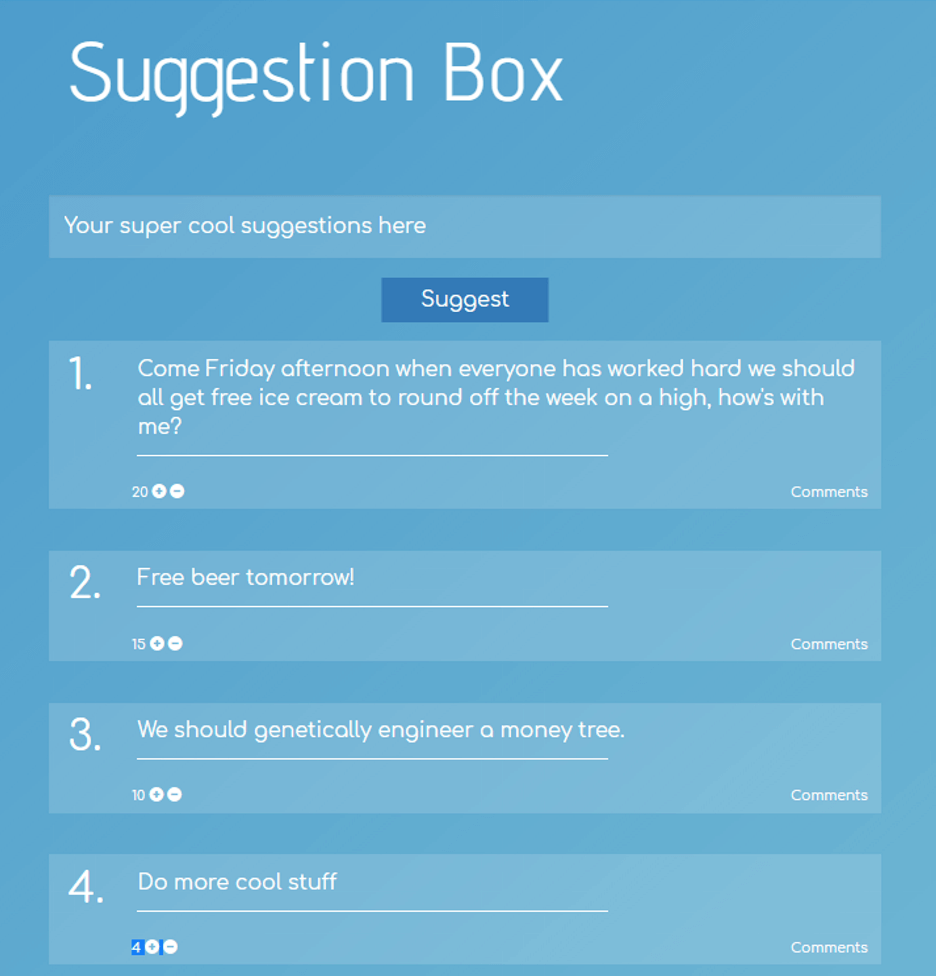 Suggestion Box
Your super cool suggestions here
Suggest
1.
Come Friday afternoon when everyone has worked hard we should
all get free ice cream to round off the week on a high, how's with
me?
20
Comments
2.
Free beer tomorrow!
15
Comments
3.
We should genetically engineer a money tree.
10
Comments
4.
Do more cool stuff
4
Comments